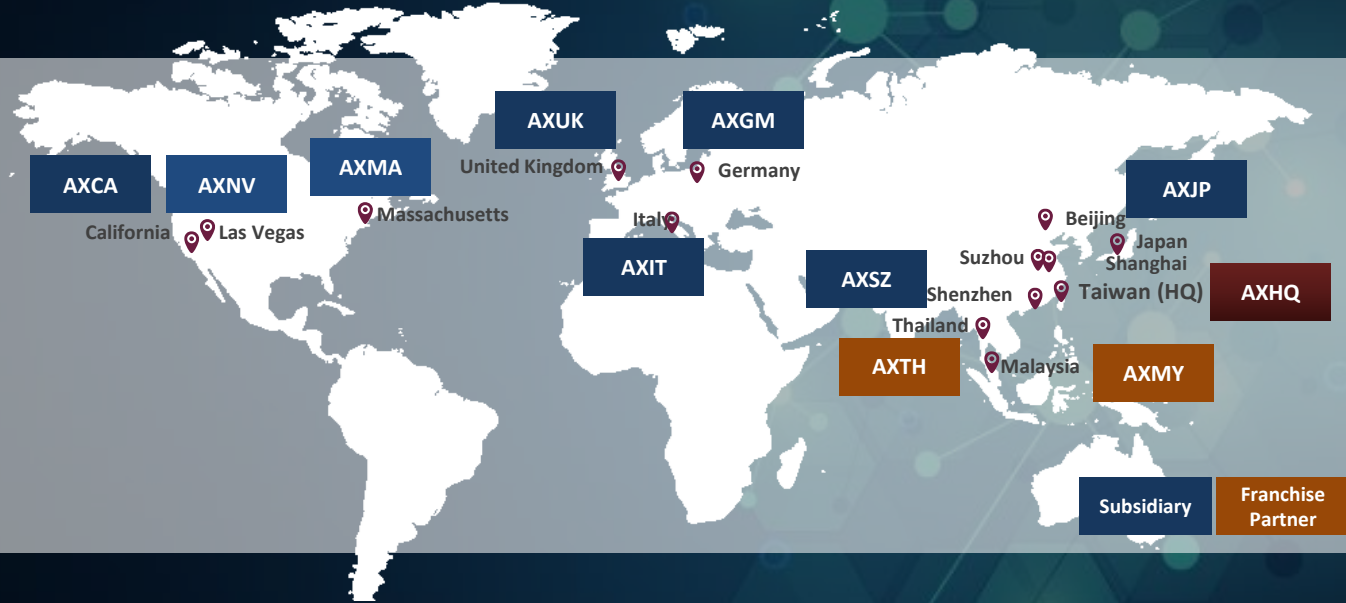 AXUK
AXGM
AXMA
AXCA
AXNV
AXJP
United Kingdom
Germany
Massachusetts
California
Las Vegas
Italy
Beijing
Japan
Suzhou
Shanghai
AXIT
AXSZ
Shenzhen
Taiwan (HQ)
AXHQ
Thailand
AXTH
Malaysia
AXMY
Subsidiary
Franchise
Partner